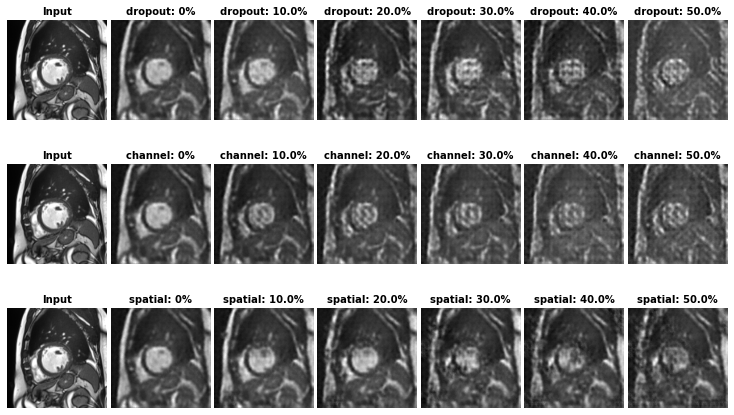 Input dropout: 0% dropout: 10.0% dropout: 20.0% dropout: 30.0% dropout: 40.0% dropout: 50.0%
Input channel: 0% channel: 10.0% channel: 20.0% channel: 30.0% channel: 40.0% channel: 50.0%
Input spatial: 0% spatial: 10.0% spatial: 20.0% spatial: 30.0% spatial: 40.0% spatial: 50.0%